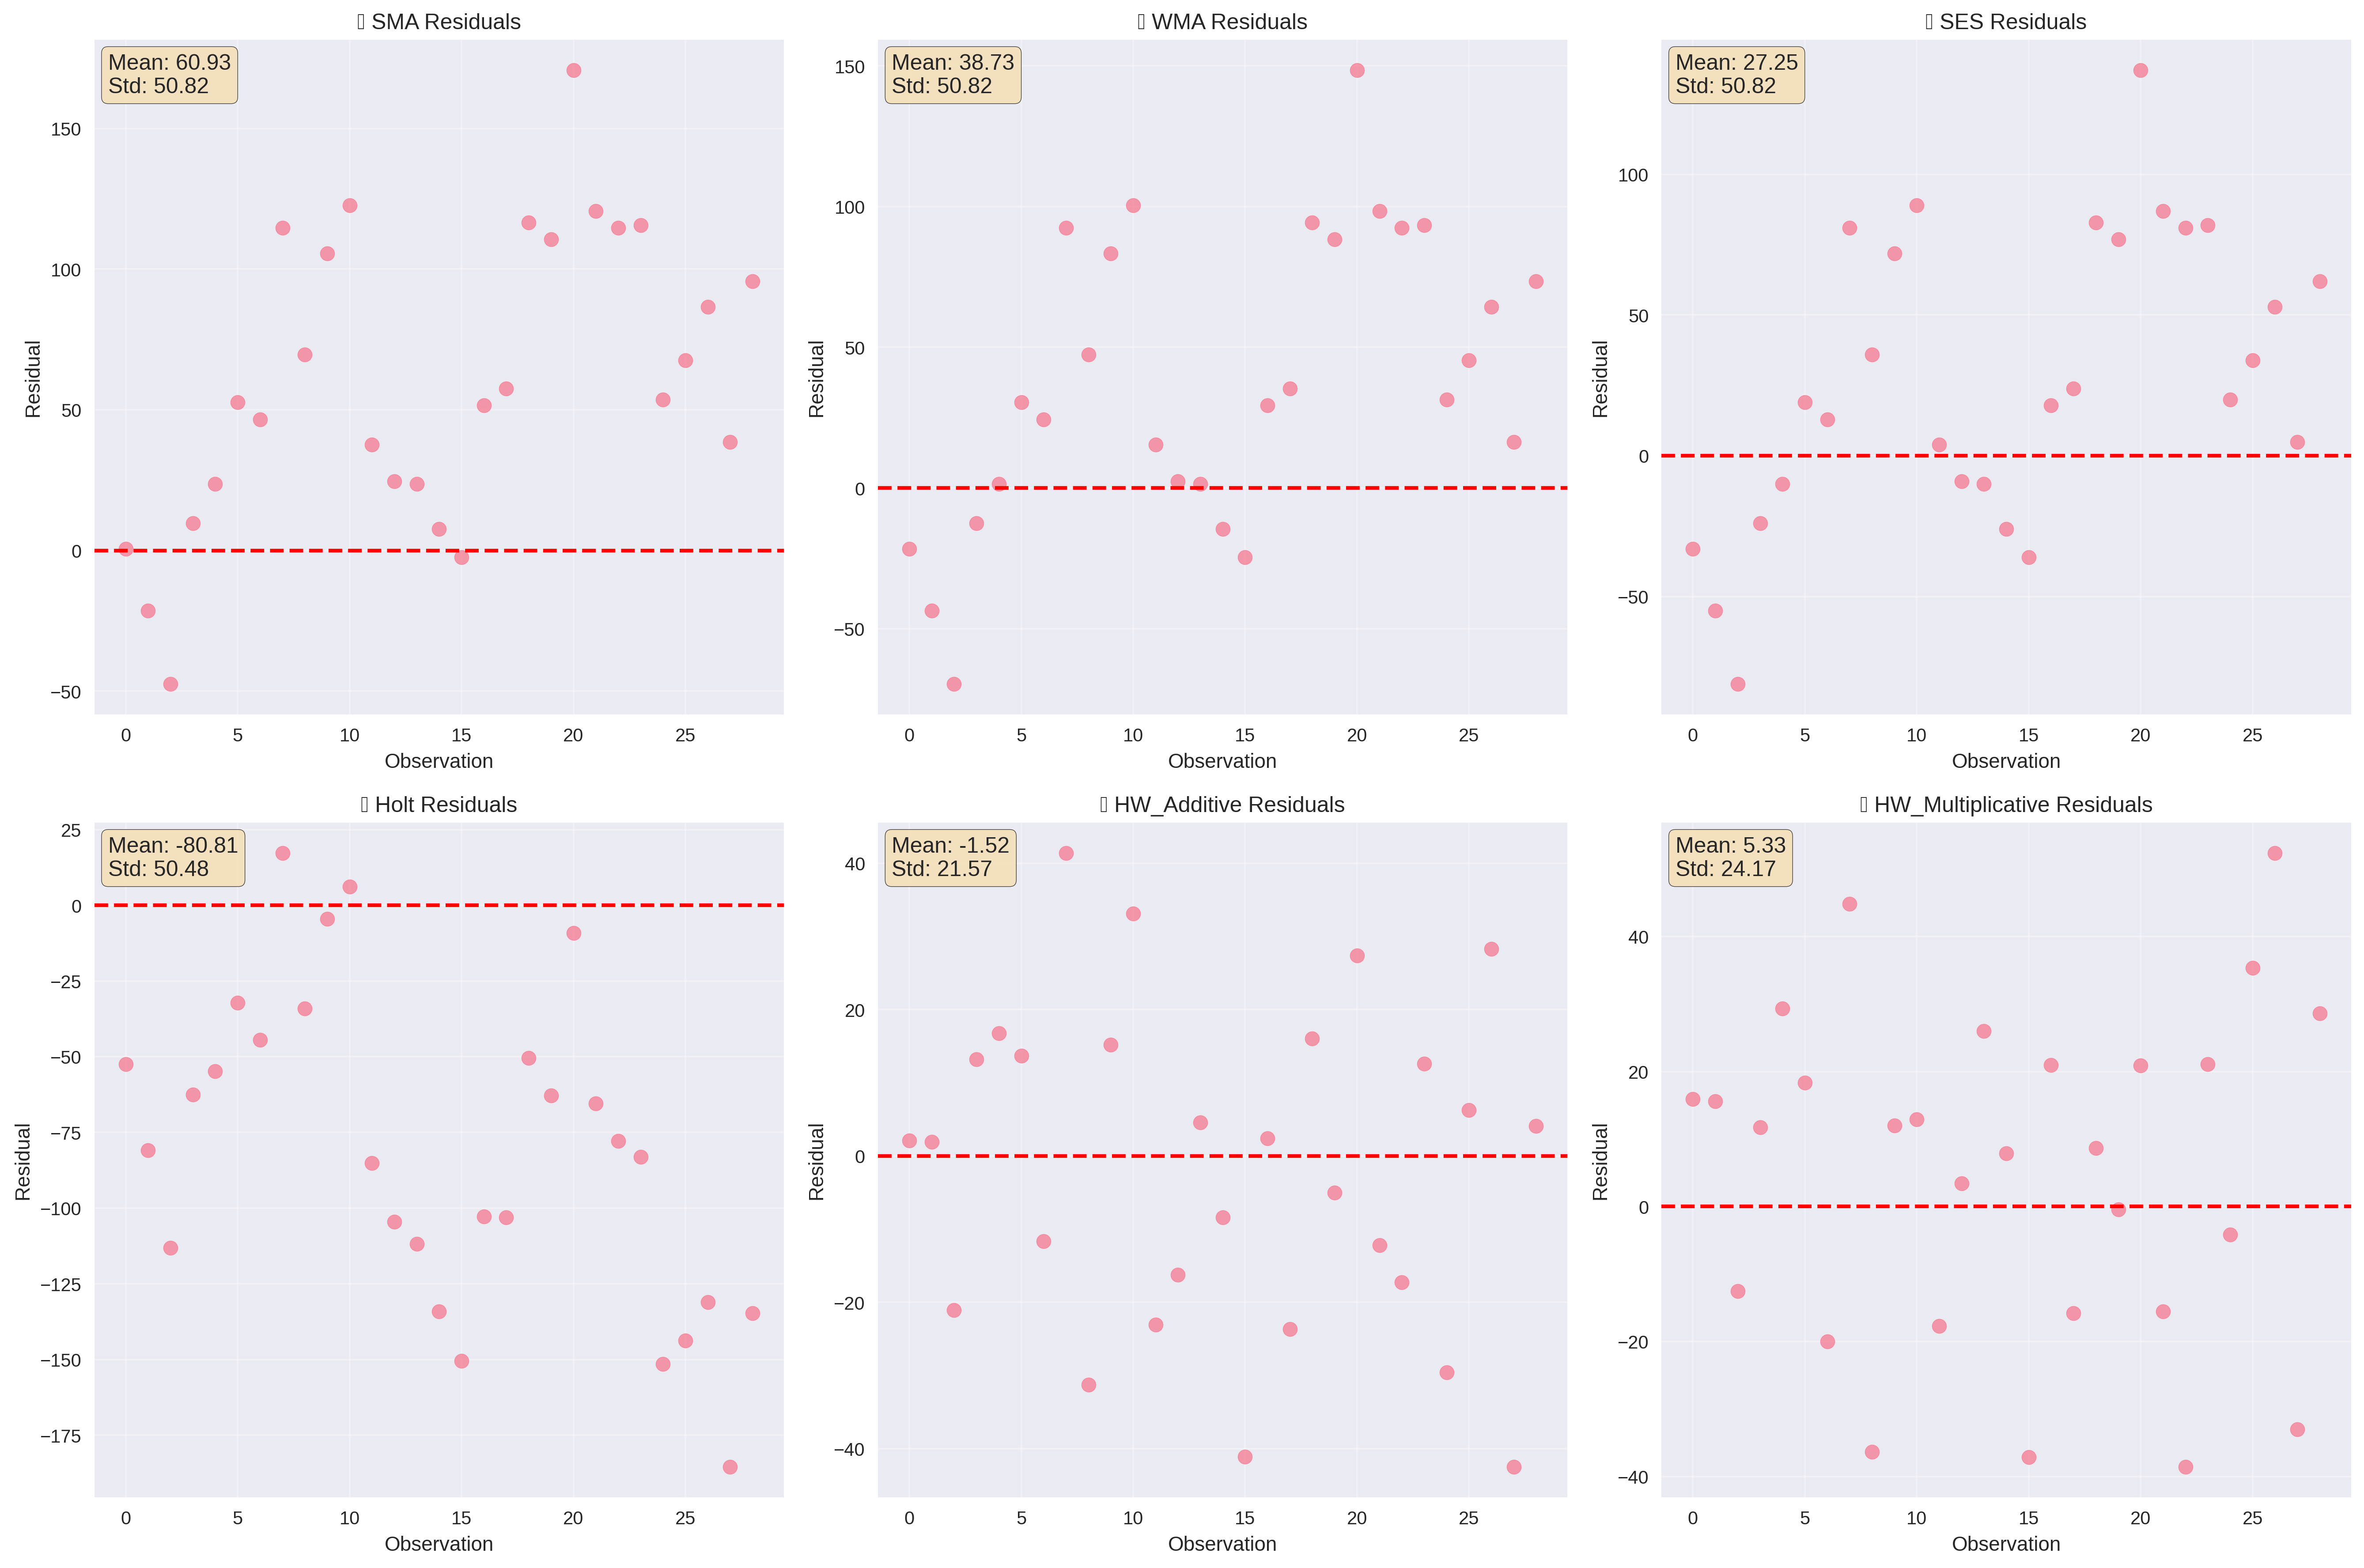 ▯ SMA Residuals
Mean: 60.93
Std: 50.82
150
100
50
0
−50
Residual
0 5 10 15 20 25
Observation
▯ WMA Residuals
Mean: 38.73
Std: 50.82
150
100
50
0
−50
Residual
0 5 10 15 20 25
Observation
▯ SES Residuals
Mean: 27.25
Std: 50.82
100
50
0
−50
Residual
0 5 10 15 20 25
Observation
▯ Holt Residuals
Mean: -80.81
Std: 50.48
25
0
−25
−50
−75
−100
−125
−150
−175
Residual
0 5 10 15 20 25
Observation
▯ HW_Additive Residuals
Mean: -1.52
Std: 21.57
40
20
0
−20
−40
Residual
0 5 10 15 20 25
Observation
▯ HW_Multiplicative Residuals
Mean: 5.33
Std: 24.17
40
20
0
−20
−40
Residual
0 5 10 15 20 25
Observation